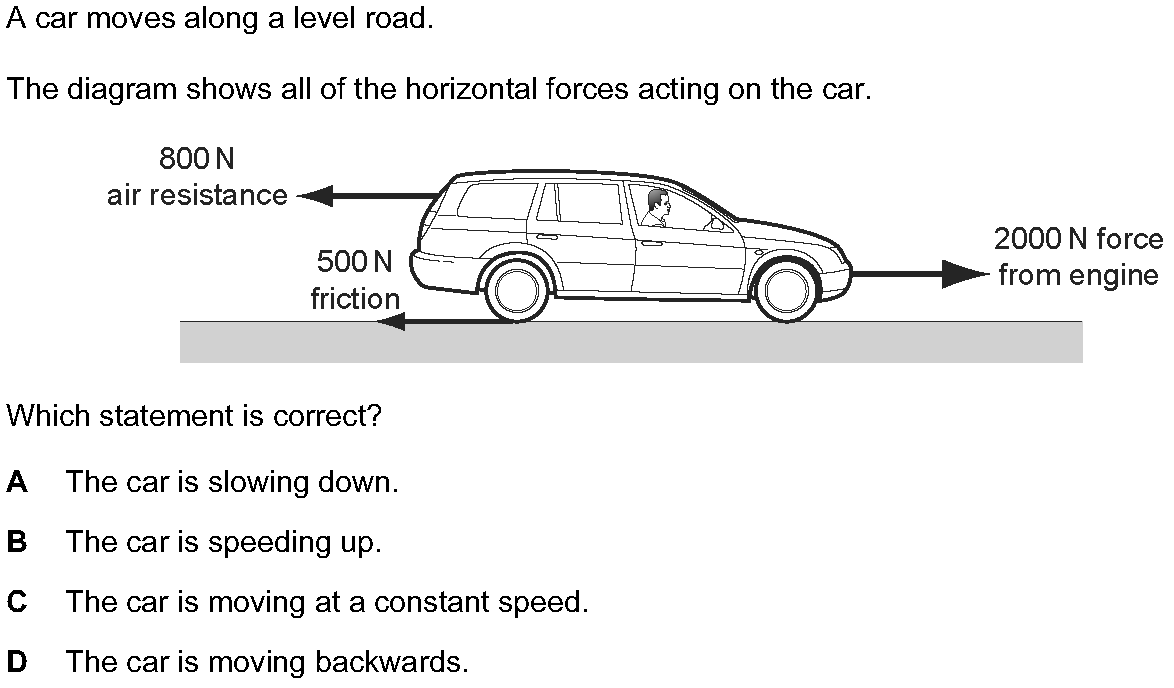 A car moves along a level road.
The diagram shows all of the horizontal forces acting on the car.
800 N
air resistance
500 N
friction
2000 N force
from engine
Which statement is correct?
A The car is slowing down.
B The car is speeding up.
C The car is moving at a constant speed.
D The car is moving backwards.